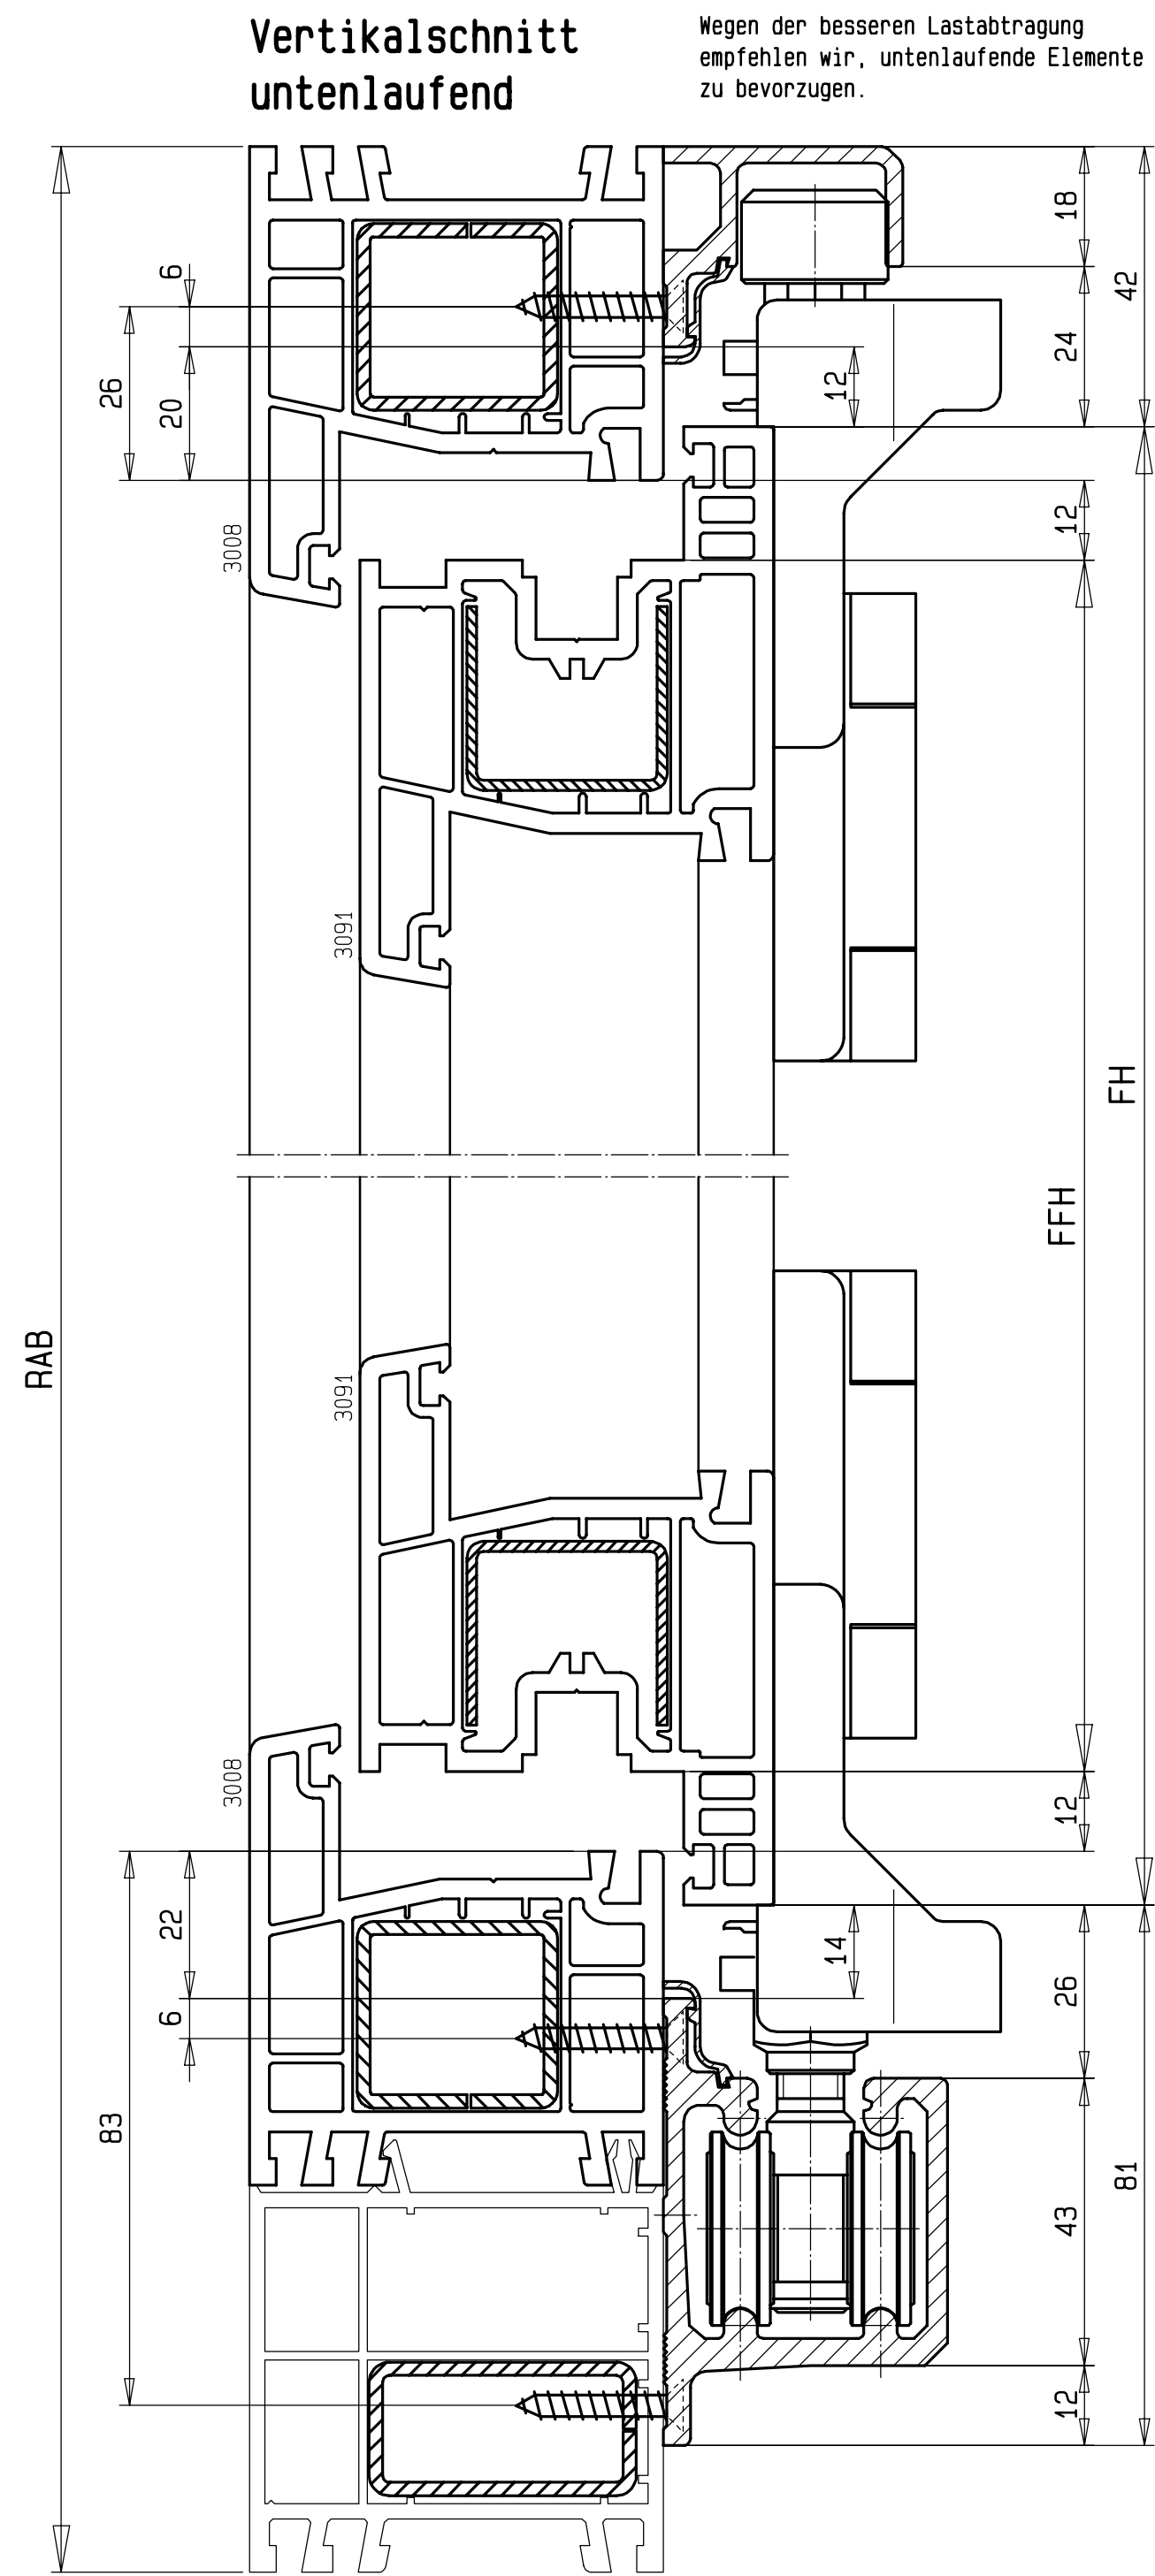 Vertikalschnitt
untenlaufend
Wegen der besseren Lastabtragung
empfehlen wir, untenlaufende Elemente
zu bevorzugen.
18
42
6
24
26
20
12
12
3008
3091
FH
FFH
RAB
3091
3008
12
22
14
26
6
83
81
43
12